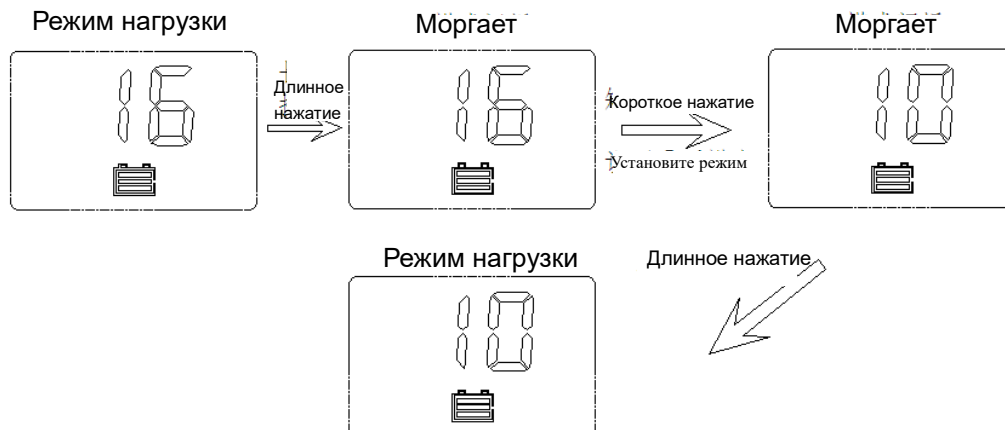 Режим нагрузки
Моргает
Моргает
16
Длинное
нажатие
16
Короткое нажатие
Установите режим
10
Режим нагрузки
Длинное нажатие
10